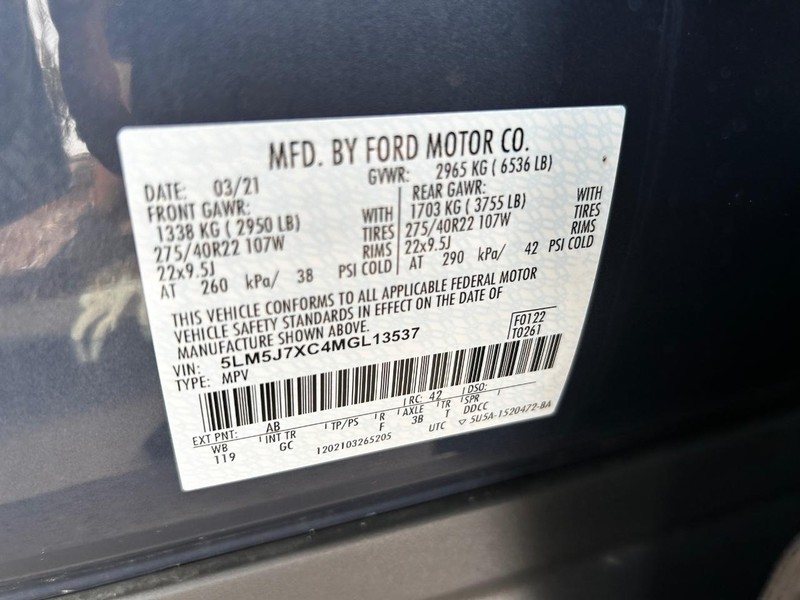 MFD. BY FORD MOTOR CO.
DATE: 03/21 GVWR: 2965 KG ( 6536 LB)
FRONT GAWR: REAR GAWR:
1338 KG ( 2950 LB) WITH 1703 KG ( 3755 LB) WITH
275/40R22 107W TIRES 275/40R22 107W TIRES
22x9.5J RIMS 22x9.5J RIMS
AT 260 kPa/ 38 PSI COLD AT 290 kPa/ 42 PSI COLD
THIS VEHICLE CONFORMS TO ALL APPLICABLE FEDERAL MOTOR
VEHICLE SAFETY STANDARDS IN EFFECT ON THE DATE OF
MANUFACTURE SHOWN ABOVE.
F0122
VIN: 5LM5J7XC4MGL13537 T0261
TYPE: MPV
EXT PNT: AB RC: 42 DSO:
WB INT TR TP/PS R AXLE TR SPR
119 GC F 3B T DDCC
1202103265205 UTC ▽ 5U5A-1520472-BA